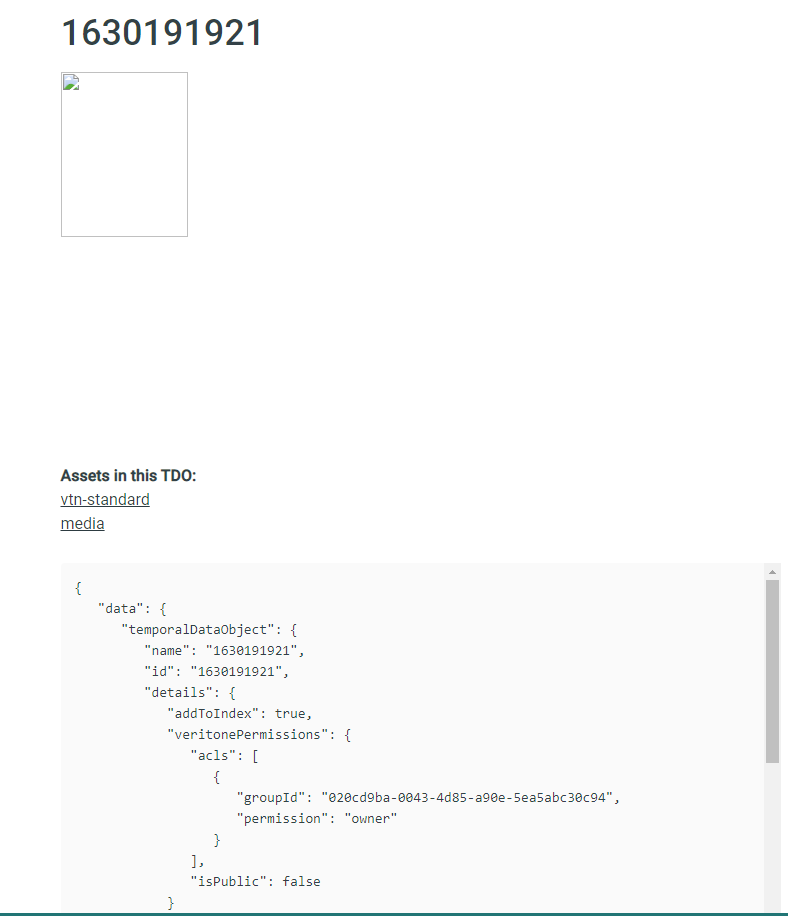 1630191921
Assets in this TDO:
vtn-standard
media
{
"data": {
"temporalDataObject": {
"name": "1630191921",
"id": "1630191921",
"details": {
"addToIndex": true,
"veritonePermissions": {
"acls": [
{
"groupId": "020cd9ba-0043-4d85-a90e-5ea5abc30c94",
"permission": "owner"
}
],
"isPublic": false
}